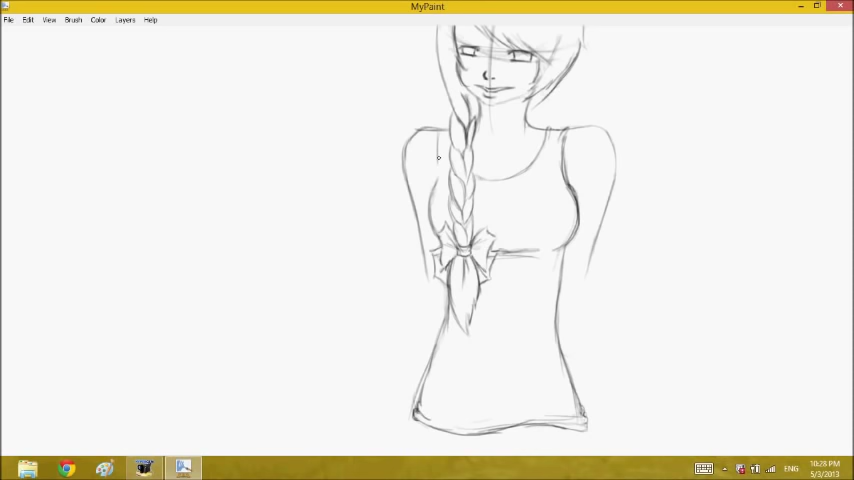 MyPaint
File Edit View Brush Color Layers Help
ENG
10:28 PM
5/3/2013